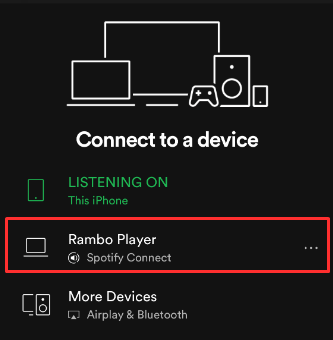 Connect to a device
LISTENING ON
This iPhone
Rambo Player
Spotify Connect
More Devices
Airplay & Bluetooth